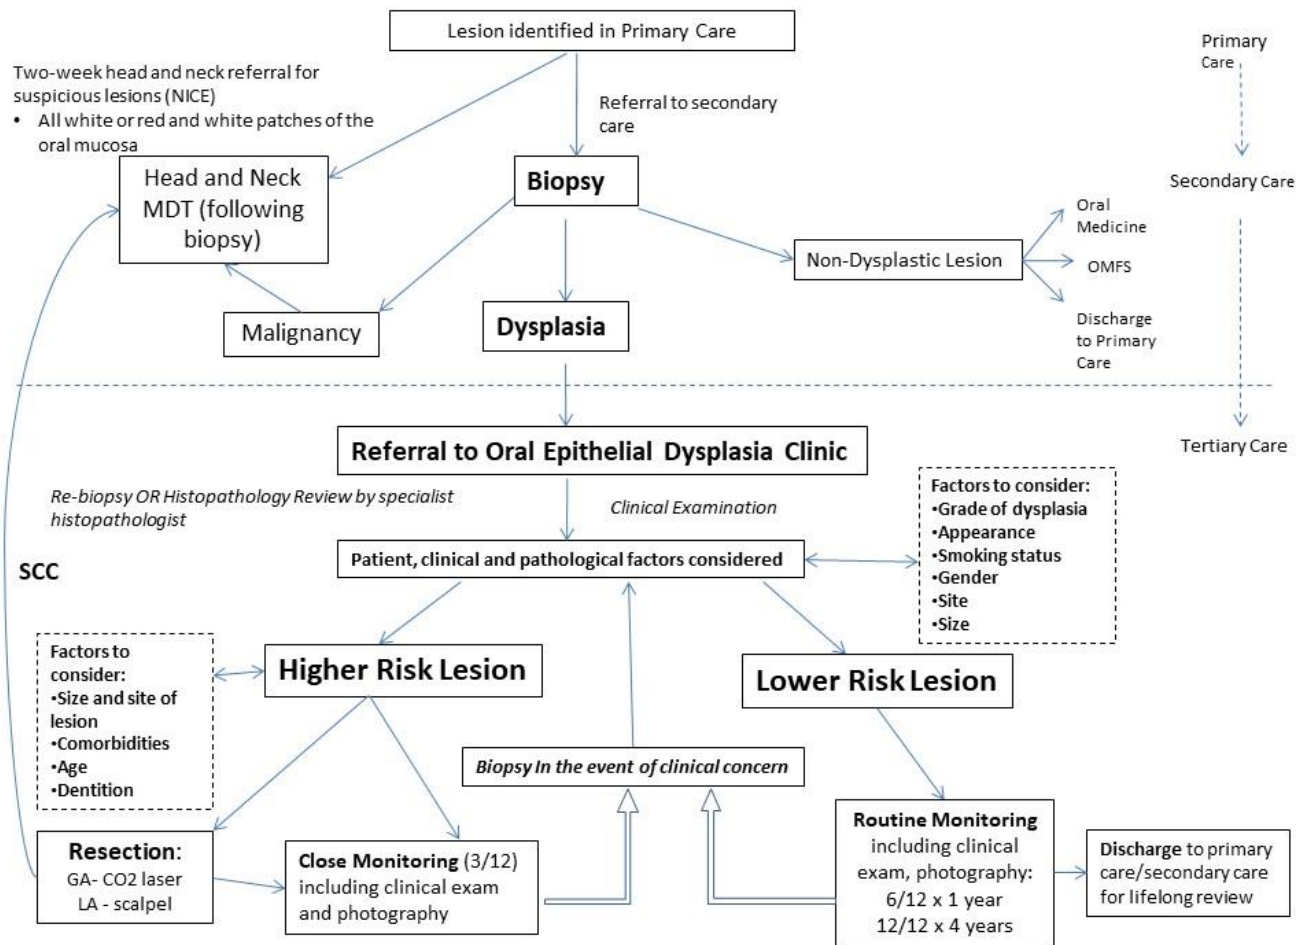 Lesion identified in Primary Care
Primary
Care
Two-week head and neck referral for
suspicious lesions (NICE)
• All white or red and white patches of the
oral mucosa
Referral to secondary
care
Head and Neck
MDT (following
biopsy)
Biopsy
Secondary Care
Oral
Medicine
Non-Dysplastic Lesion
OMFS
Discharge
to Primary
Care
Malignancy
Dysplasia
Referral to Oral Epithelial Dysplasia Clinic
Tertiary Care
Re-biopsy OR Histopathology Review by specialist
histopathologist
Clinical Examination
Factors to consider:
•Grade of dysplasia
•Appearance
•Smoking status
•Gender
•Site
•Size
Patient, clinical and pathological factors considered
SCC
Factors to
consider:
•Size and site of
lesion
•Comorbidities
•Age
•Dentition
Higher Risk Lesion
Lower Risk Lesion
Biopsy In the event of clinical concern
Resection:
GA- CO2 laser
LA - scalpel
Close Monitoring (3/12)
including clinical exam
and photography
Routine Monitoring
including clinical
exam, photography:
6/12 x 1 year
12/12 x 4 years
Discharge to primary
care/secondary care
for lifelong review